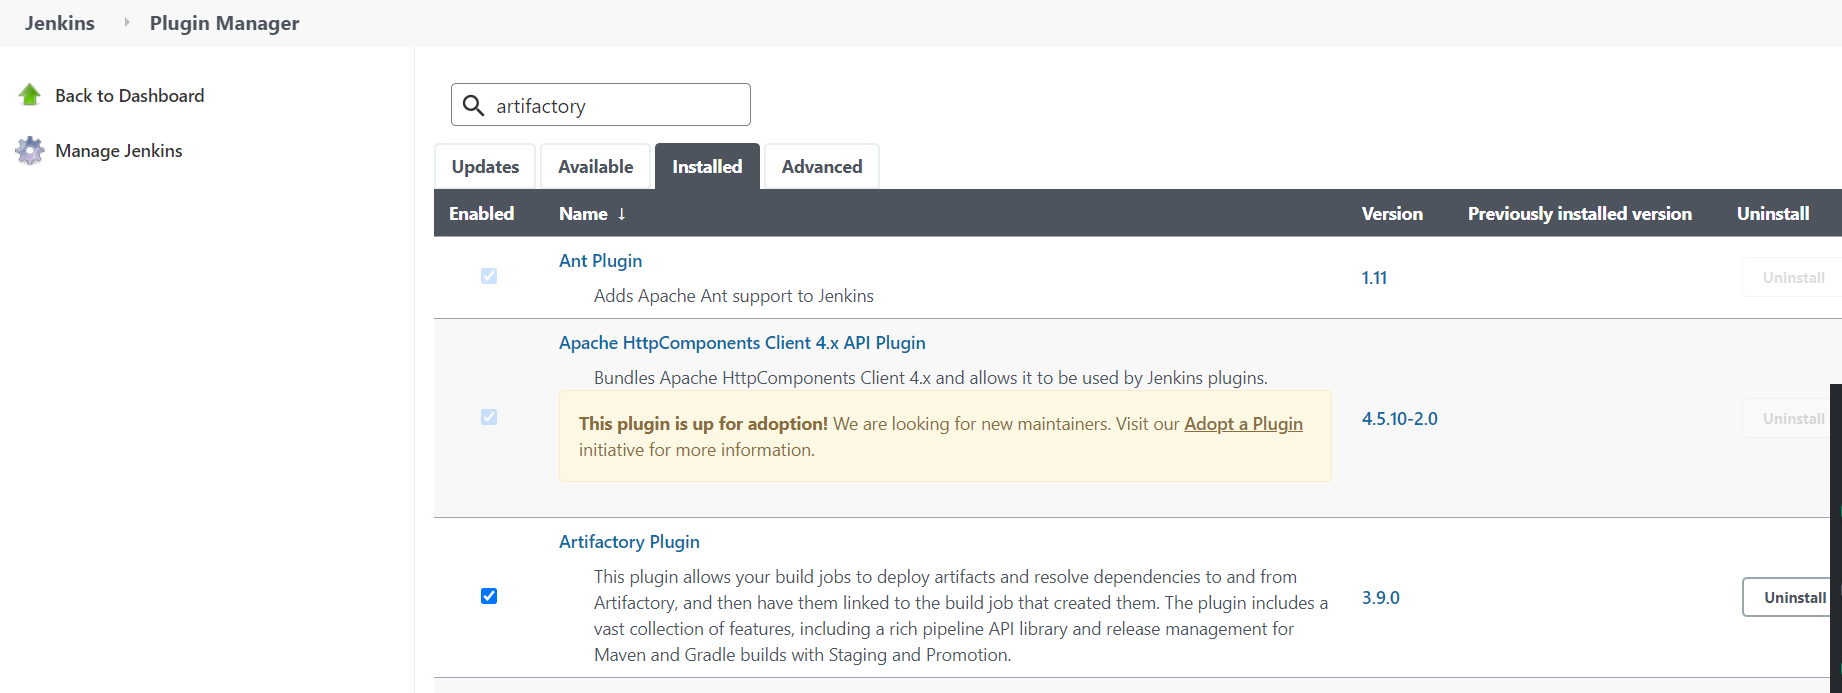 Jenkins Plugin Manager
Back to Dashboard
Manage Jenkins
artifactory
Updates Available Installed Advanced
Enabled Name ↓ Version Previously installed version Uninstall
Ant Plugin
Adds Apache Ant support to Jenkins
1.11
Uninstall
Apache HttpComponents Client 4.x API Plugin
Bundles Apache HttpComponents Client 4.x and allows it to be used by Jenkins plugins.
This plugin is up for adoption! We are looking for new maintainers. Visit our Adopt a Plugin
initiative for more information.
4.5.10-2.0
Uninstall
Artifactory Plugin
This plugin allows your build jobs to deploy artifacts and resolve dependencies to and from
Artifactory, and then have them linked to the build job that created them. The plugin includes a
vast collection of features, including a rich pipeline API library and release management for
Maven and Gradle builds with Staging and Promotion.
3.9.0
Uninstall